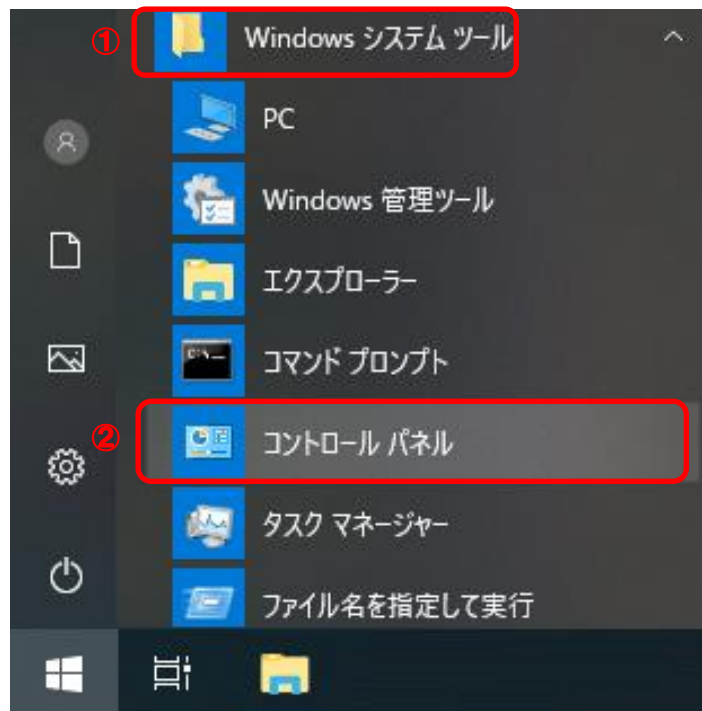 ① Windows システム ツール
PC
Windows 管理ツール
エクスプローラー
コマンド プロンプト
② コントロール パネル
タスク マネージャー
ファイル名を指定して実行